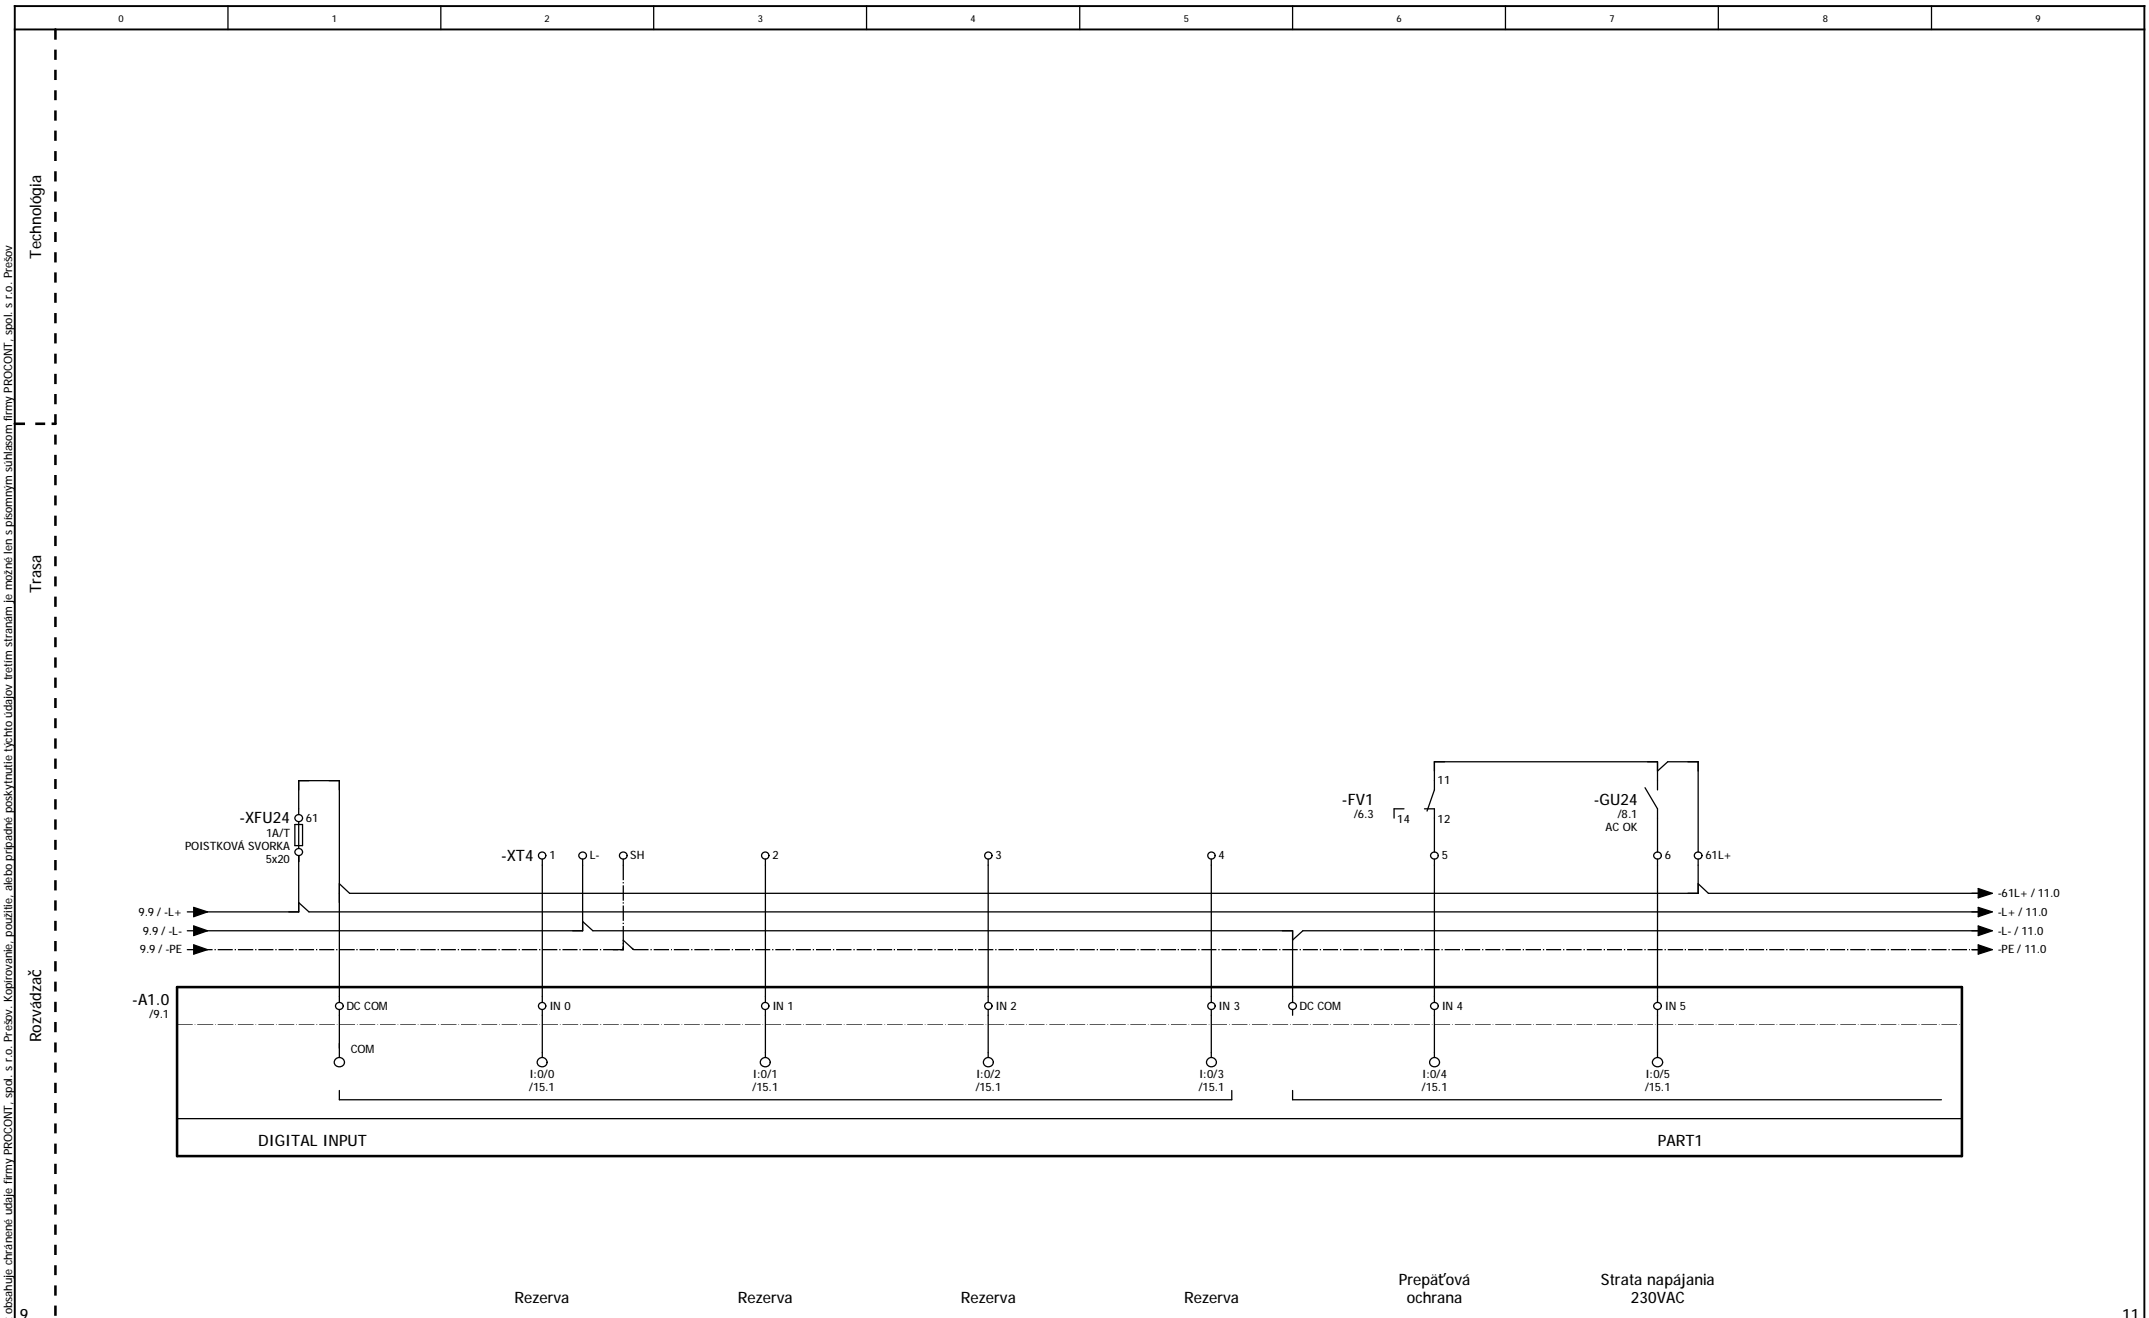 0 1 2 3 4 5 6 7 8 9
Technológia
Trasa
Rozvádzač
obsahuje chránené udaje firmy PROCONT, spol. s r.o. Prešov. Kopírovanie, použitie, alebo prípadné poskytnutie týchto údajov tretím stranám je možné len s písomným súhlasom firmy PROCONT, spol. s r.o. Prešov
-XFU24 61
1A/T
POISTKOVÁ SVORKA
5x20
-XT4 1 L- SH 2 3 4 5 6 61L+
-FV1
/6.3
11
14 12
-GU24
/8.1
AC OK
9.9 / -L+
9.9 / -L-
9.9 / -PE
-61L+ / 11.0
-L+ / 11.0
-L- / 11.0
-PE / 11.0
-A1.0
/9.1
DC COM IN 0 IN 1 IN 2 IN 3 DC COM IN 4 IN 5
COM
I:0/0 I:0/1 I:0/2 I:0/3 I:0/4 I:0/5
/15.1 /15.1 /15.1 /15.1 /15.1 /15.1
DIGITAL INPUT PART1
Rezerva
Rezerva
Rezerva
Rezerva
Prepäťová
ochrana
Strata napájania
230VAC
9 11